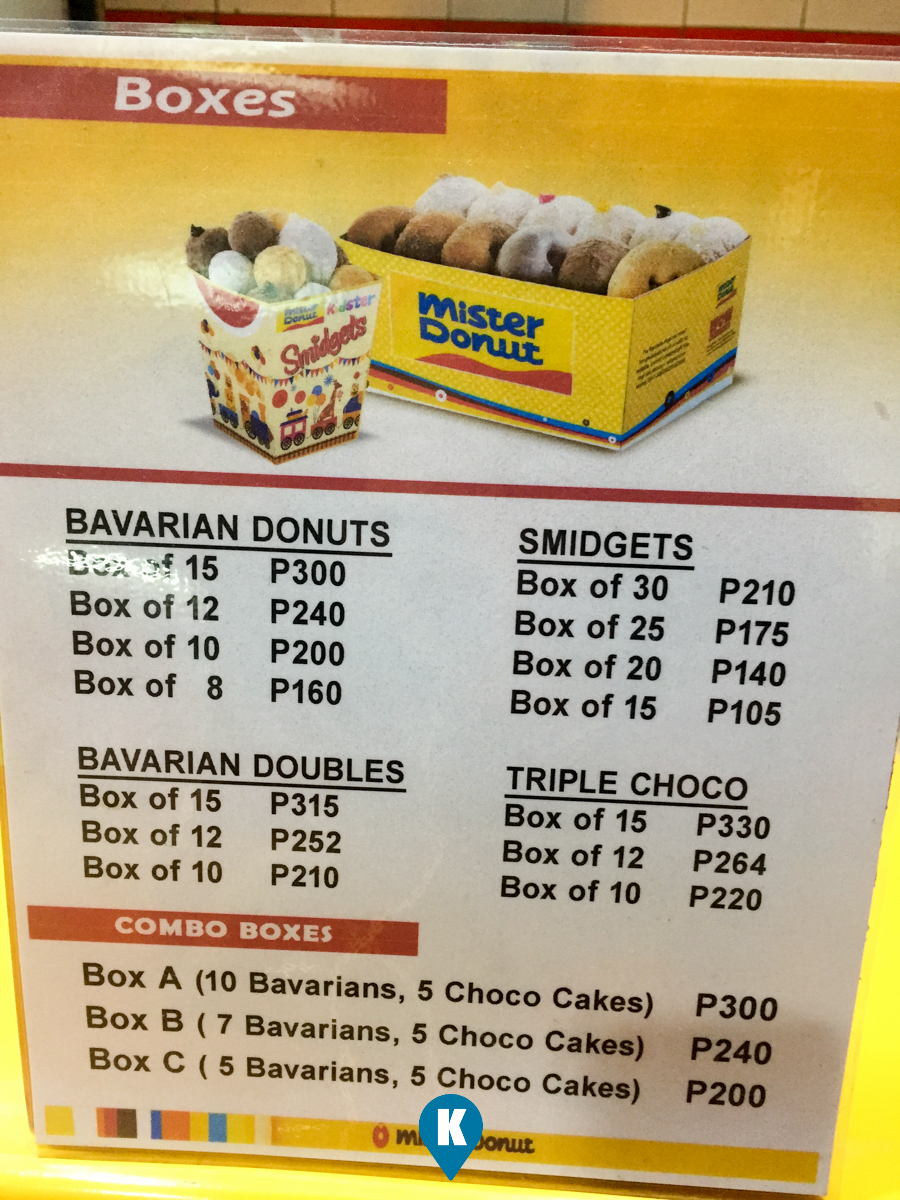 Boxes
Mister Donut
Kidster
Smidgets
Mister
Donut
BAVARIAN DONUTS
Box of 15 P300
Box of 12 P240
Box of 10 P200
Box of 8 P160
SMIDGETS
Box of 30 P210
Box of 25 P175
Box of 20 P140
Box of 15 P105
BAVARIAN DOUBLES
Box of 15 P315
Box of 12 P252
Box of 10 P210
TRIPLE CHOCO
Box of 15 P330
Box of 12 P264
Box of 10 P220
COMBO BOXES
Box A (10 Bavarians, 5 Choco Cakes) P300
Box B ( 7 Bavarians, 5 Choco Cakes) P240
Box C ( 5 Bavarians, 5 Choco Cakes) P200
K